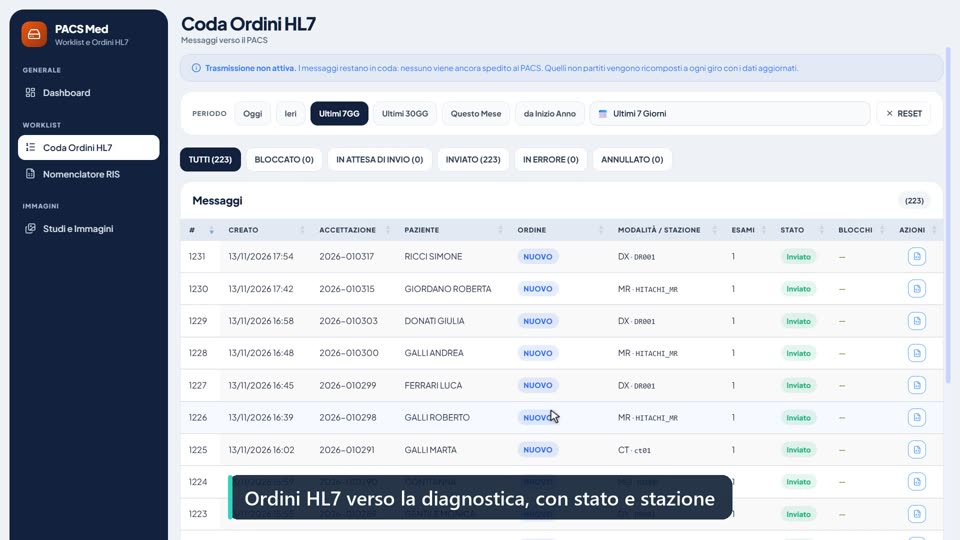 PACS Med
Worklist e Ordini HL7
GENERALE
Dashboard
WORKLIST
Coda Ordini HL7
Nomenclatore RIS
IMMAGINI
Studi e Immagini
Coda Ordini HL7
Messaggi verso il PACS
Trasmissione non attiva. I messaggi restano in coda: nessuno viene ancora spedito al PACS. Quelli non partiti vengono ricomposti a ogni giro con i dati aggiornati.
PERIODO Oggi Ieri Ultimi 7GG Ultimi 30GG Questo Mese da Inizio Anno Ultimi 7 Giorni × RESET
TUTTI (223) BLOCCATO (0) IN ATTESA DI INVIO (0) INVIATO (223) IN ERRORE (0) ANNULLATO (0)
Messaggi (223)
# CREATO ACCETTAZIONE PAZIENTE ORDINE MODALITÀ / STAZIONE ESAMI STATO BLOCCHI AZIONI
1231 13/11/2026 17:54 2026-010317 RICCI SIMONE NUOVO DX · DR001 1 Inviato —
1230 13/11/2026 17:42 2026-010315 GIORDANO ROBERTA NUOVO MR · HITACHI_MR 1 Inviato —
1229 13/11/2026 16:58 2026-010303 DONATI GIULIA NUOVO DX · DR001 1 Inviato —
1228 13/11/2026 16:48 2026-010300 GALLI ANDREA NUOVO MR · HITACHI_MR 1 Inviato —
1227 13/11/2026 16:45 2026-010299 FERRARI LUCA NUOVO DX · DR001 1 Inviato —
1226 13/11/2026 16:39 2026-010298 GALLI ROBERTO NUOVO MR · HITACHI_MR 1 Inviato —
1225 13/11/2026 16:02 2026-010291 GALLI MARTA NUOVO CT · ct01 1 Inviato —
1224 1 Inviato —
1223 1 Inviato —
Ordini HL7 verso la diagnostica, con stato e stazione